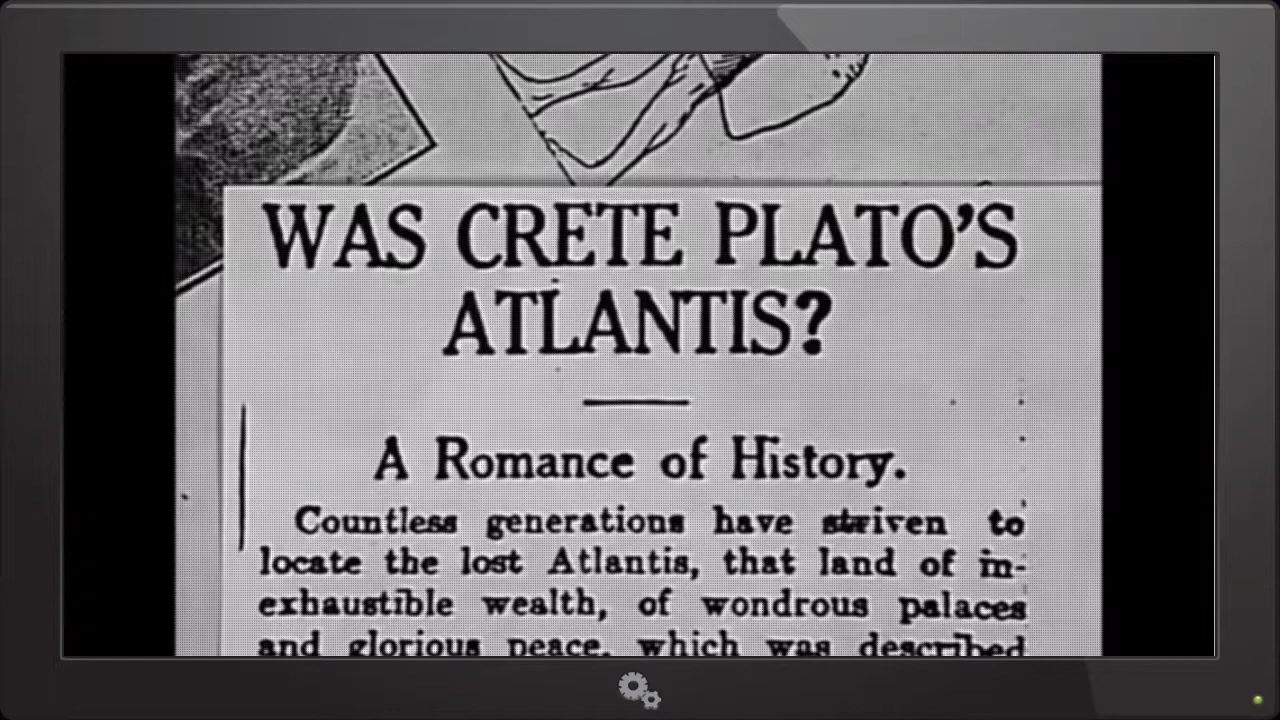 WAS CRETE PLATO'S
ATLANTIS?
A Romance of History.
Countless generations have striven to
locate the lost Atlantis, that land of in-
exhaustible wealth, of wondrous palaces
and glorious peace, which was described